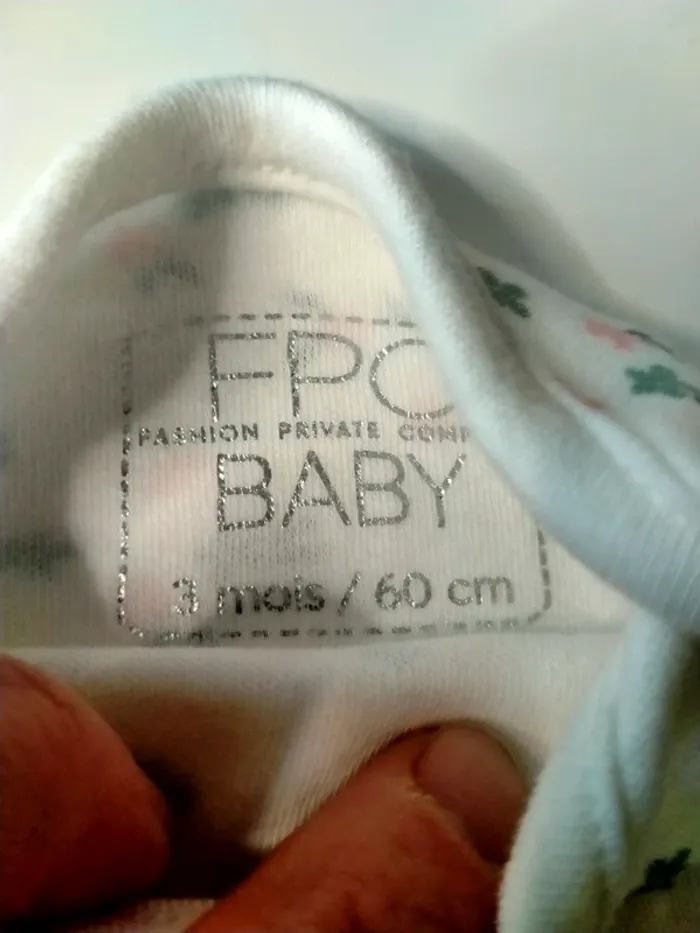 FPC
FASHION PRIVATE
BABY
3 mois / 60 cm